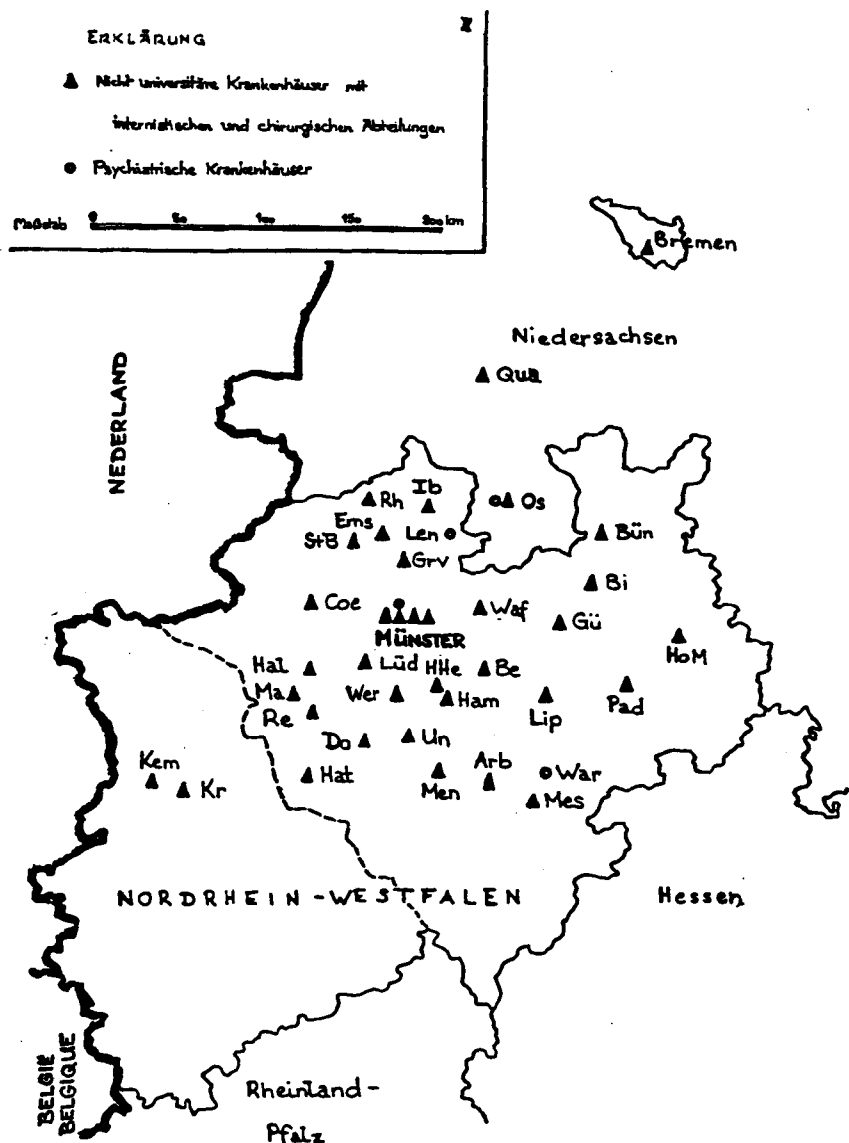 ERKLÄRUNG
Nicht universitäre Krankenhäuser mit
internistischen und chirurgischen Abteilungen
Psychiatrische Krankenhäuser
Maßstab 0 50 100 150 200 km
Bremen
Niedersachsen
NEDERLAND
Qua
Ib
Rh
Os
Ems
Len
Bün
StB
Grv
Bi
Coe
Waf
Gü
MÜNSTER
HoM
Hal
Lüd
HHe
Be
Ma
Wer
Ham
Pad
Re
Lip
Do
Un
Kem
Hat
Arb
War
Kr
Men
Mes
NORDRHEIN-WESTFALEN
Hessen
BELGIE
BELGIQUE
Rheinland-
Pfalz